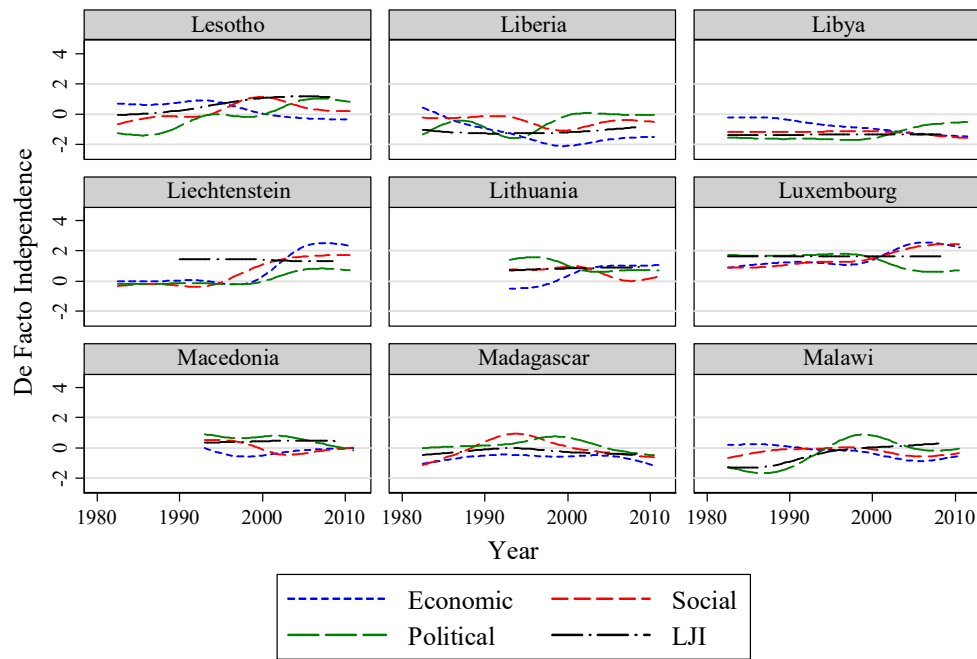 Lesotho Liberia Libya
4
2
0
-2
Liechtenstein Lithuania Luxembourg
4
2
0
-2
Macedonia Madagascar Malawi
4
2
0
-2
De Facto Independence
1980 1990 2000 2010 1980 1990 2000 2010 1980 1990 2000 2010
Year
Economic Social
Political LJI